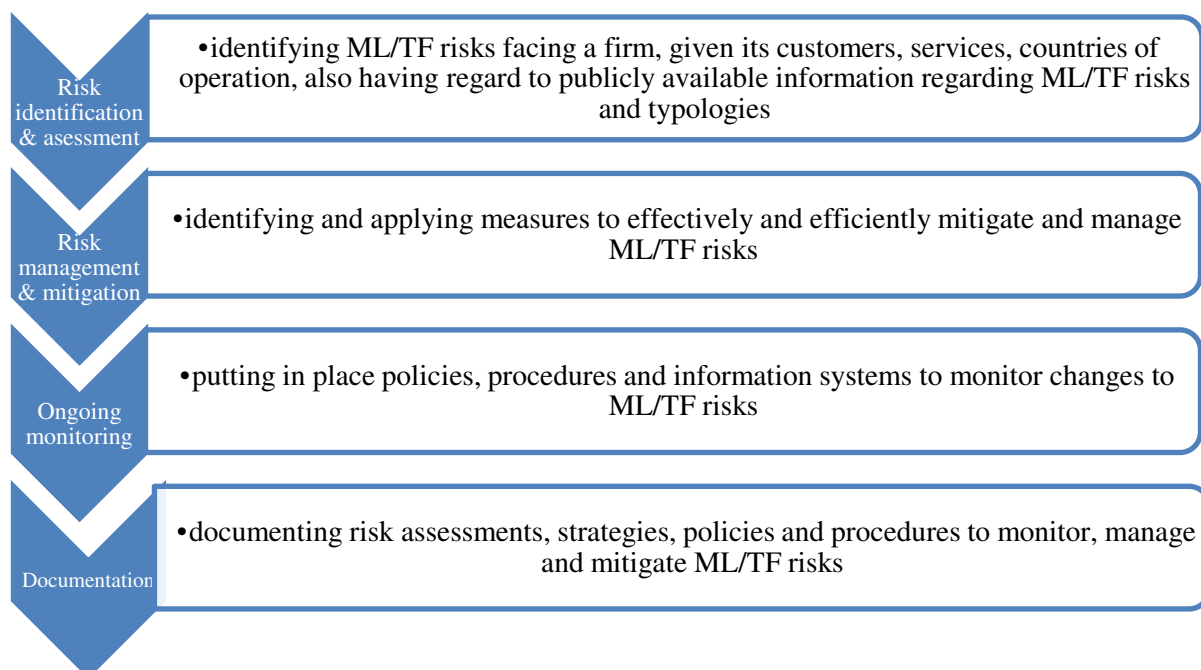 Risk
identification
& asessment
•identifying ML/TF risks facing a firm, given its customers, services, countries of
operation, also having regard to publicly available information regarding ML/TF risks
and typologies
Risk
management
& mitigation
•identifying and applying measures to effectively and efficiently mitigate and manage
ML/TF risks
Ongoing
monitoring
•putting in place policies, procedures and information systems to monitor changes to
ML/TF risks
Documentation
•documenting risk assessments, strategies, policies and procedures to monitor, manage
and mitigate ML/TF risks